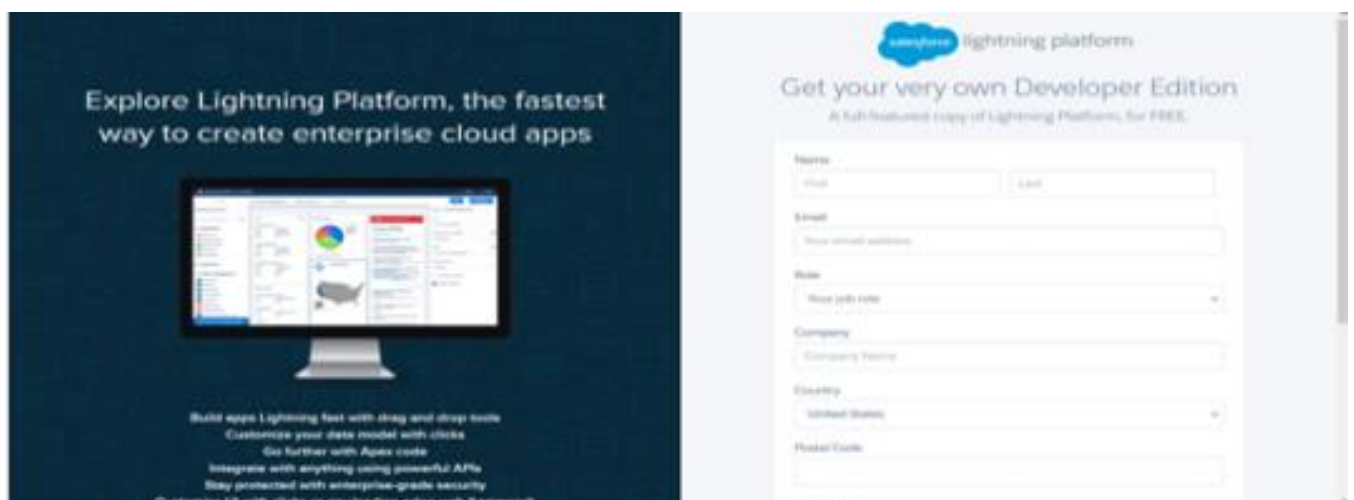 Explore Lightning Platform, the fastest
way to create enterprise cloud apps
Build apps Lightning fast with drag and drop tools
Customize your data model with clicks
Go further with Apex code
Integrate with anything using powerful APIs
Stay protected with enterprise-grade security
salesforce lightning platform
Get your very own Developer Edition
A full-featured copy of Lightning Platform, for FREE.
Name
First Last
Email
Your email address
Role
Your job role
Company
Company Name
Country
United States
Postal Code